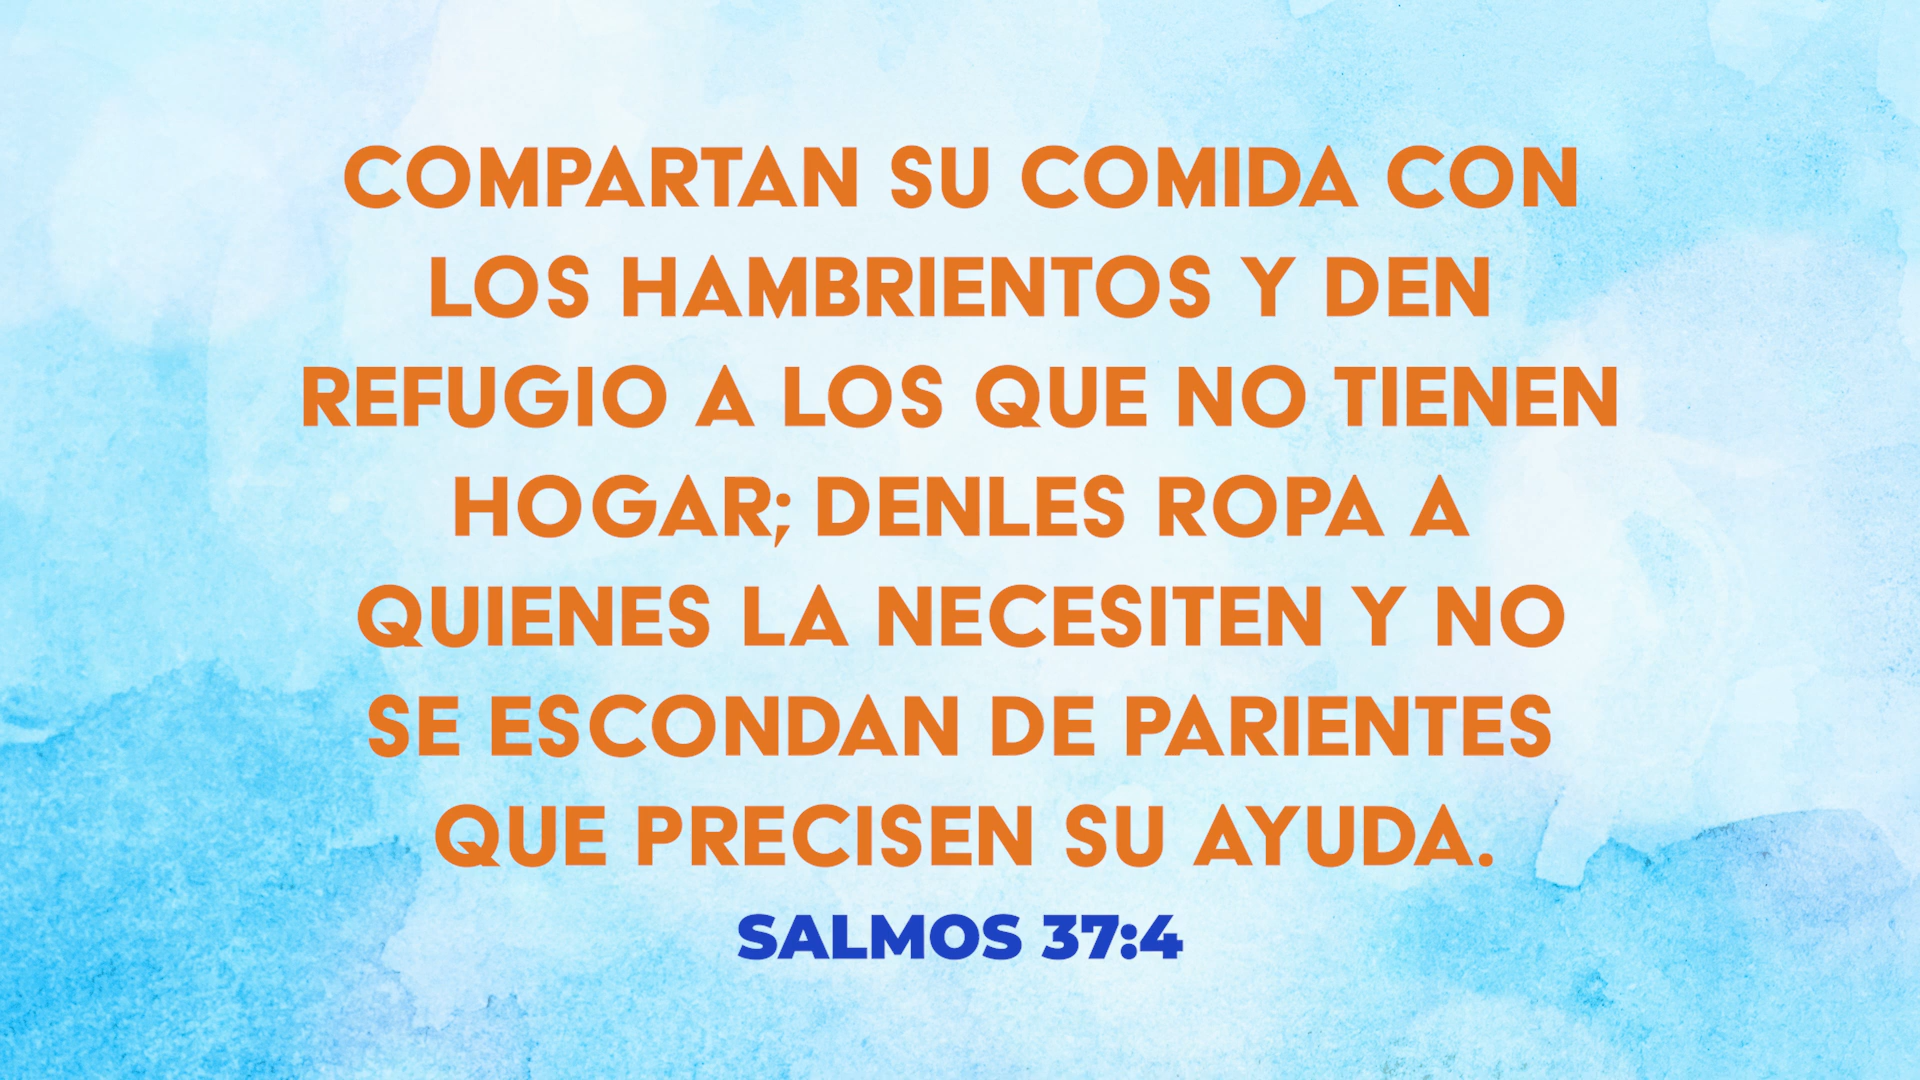 COMPARTAN SU COMIDA CON
LOS HAMBRIENTOS Y DEN
REFUGIO A LOS QUE NO TIENEN
HOGAR; DENLES ROPA A
QUIENES LA NECESITEN Y NO
SE ESCONDAN DE PARIENTES
QUE PRECISEN SU AYUDA.
SALMOS 37:4